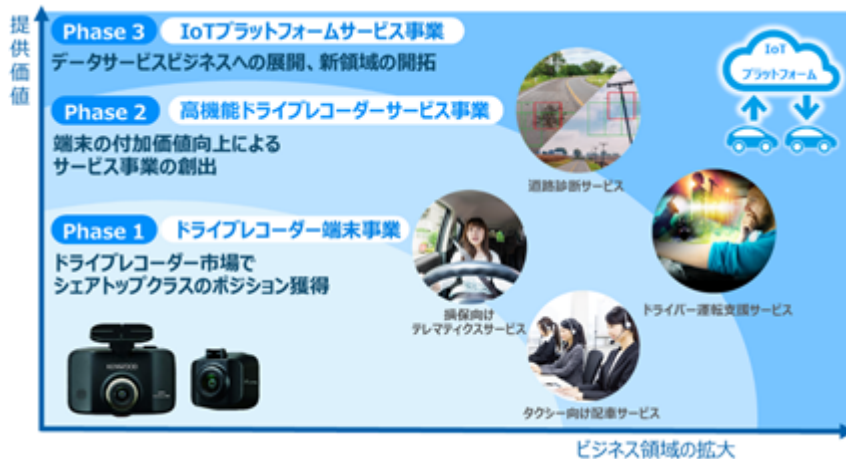 提供価値
Phase 3 IoTプラットフォームサービス事業
データサービスビジネスへの展開、新領域の開拓
IoT
プラットフォーム
Phase 2 高機能ドライブレコーダーサービス事業
端末の付加価値向上による
サービス事業の創出
道路診断サービス
Phase 1 ドライブレコーダー端末事業
ドライブレコーダー市場で
シェアトップクラスのポジション獲得
損保向け
テレマティクスサービス
ドライバー運転支援サービス
KENWOOD
タクシー向け配車サービス
ビジネス領域の拡大